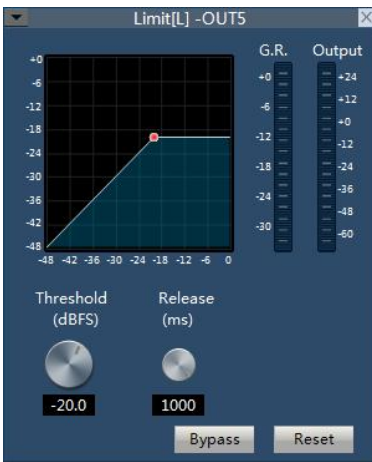 Limit[L] -OUT5
G.R. Output
+0
-6
-12
-18
-24
-30
-36
-42
-48
-48 -42 -36 -30 -24 -18 -12 -6 0
+0
-6
-12
-18
-24
-30
+24
+12
+0
-12
-24
-36
-48
-60
Threshold
(dBFS)
Release
(ms)
-20.0
1000
Bypass
Reset